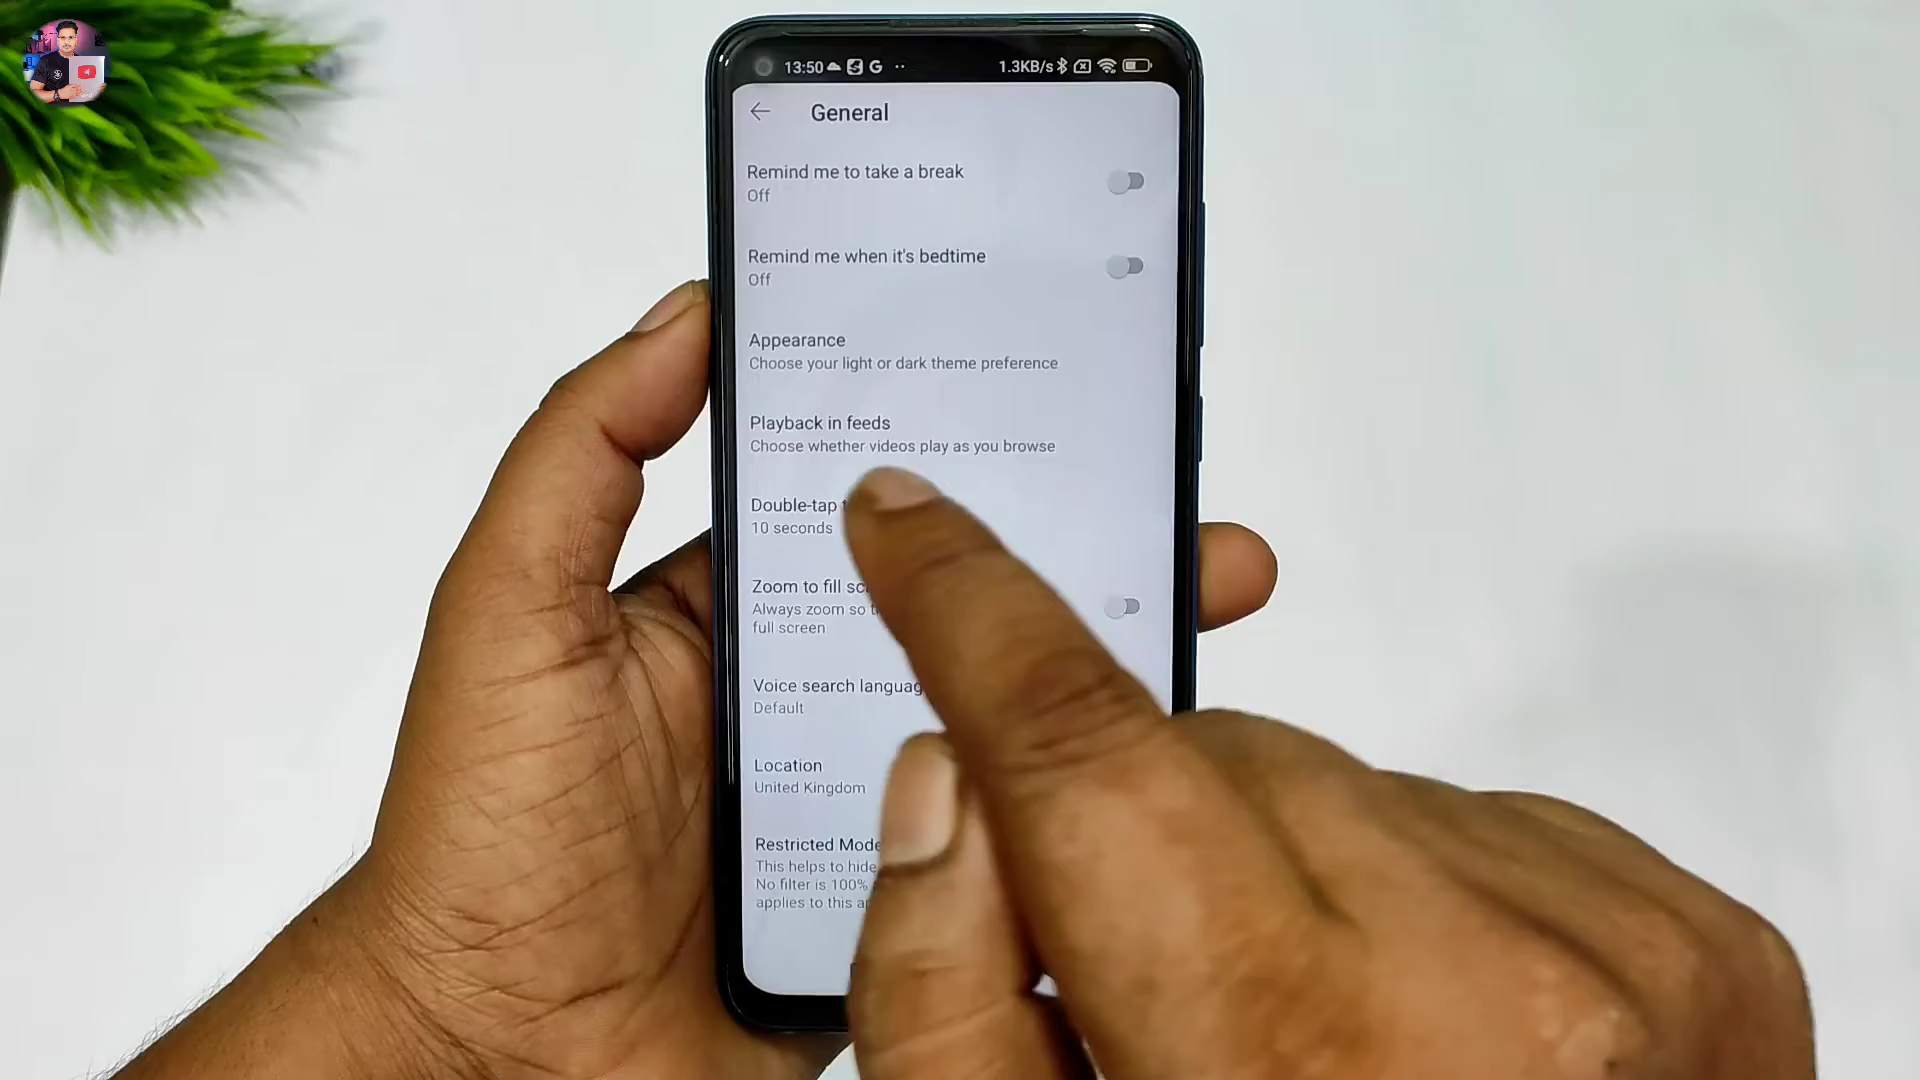 13:50 G 1.3KB/s
General
Remind me to take a break
Off
Remind me when it's bedtime
Off
Appearance
Choose your light or dark theme preference
Playback in feeds
Choose whether videos play as you browse
Double-tap
10 seconds
Zoom to fill
Always zoom so
full screen
Voice search
Default
Location
United Kingdom
Restricted Mode
This helps to hide
No filter is 100%
applies to this